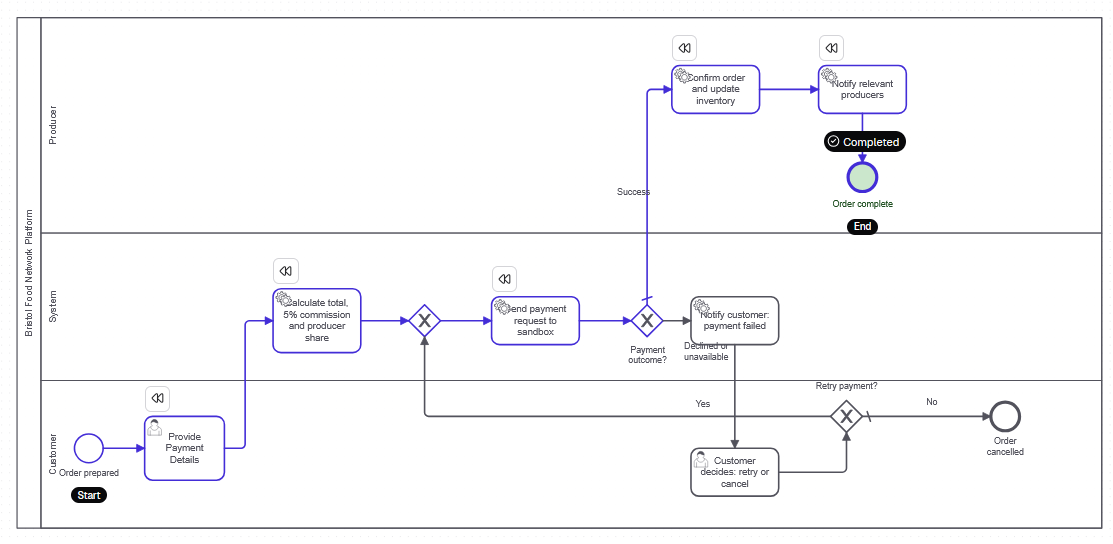 Bristol Food Network Platform
Producer
Confirm order
and update
inventory
Notify relevant
producers
Completed
Success
Order complete
End
System
Calculate total,
5% commission
and producer
share
X
Send payment
request to
sandbox
X
Payment
outcome?
Notify customer:
payment failed
Declined or
unavailable
Customer
Order prepared
Start
Provide
Payment
Details
Yes
Retry payment?
X
No
Order
cancelled
Customer
decides: retry or
cancel